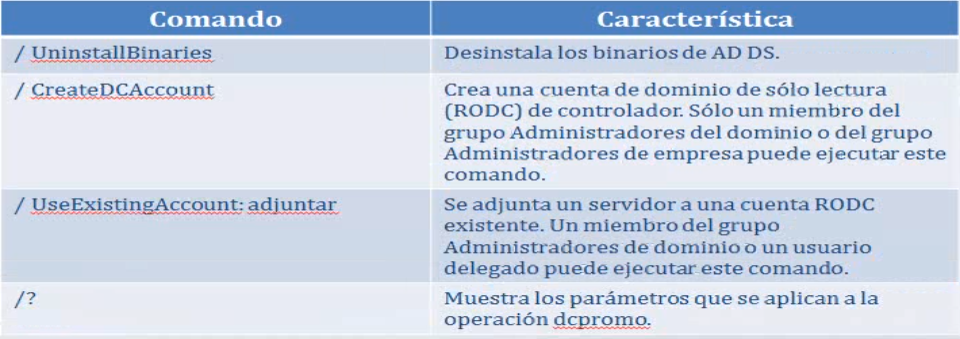 Comando
Característica
/ UninstallBinaries
Desinstala los binarios de AD DS.
/ CreateDCAccount
Crea una cuenta de dominio de sólo lectura
(RODC) de controlador. Sólo un miembro del
grupo Administradores del dominio o del grupo
Administradores de empresa puede ejecutar este
comando.
/ UseExistingAccount: adjuntar
Se adjunta un servidor a una cuenta RODC
existente. Un miembro del grupo
Administradores de dominio o un usuario
delegado puede ejecutar este comando.
/?
Muestra los parámetros que se aplican a la
operación dcpromo.